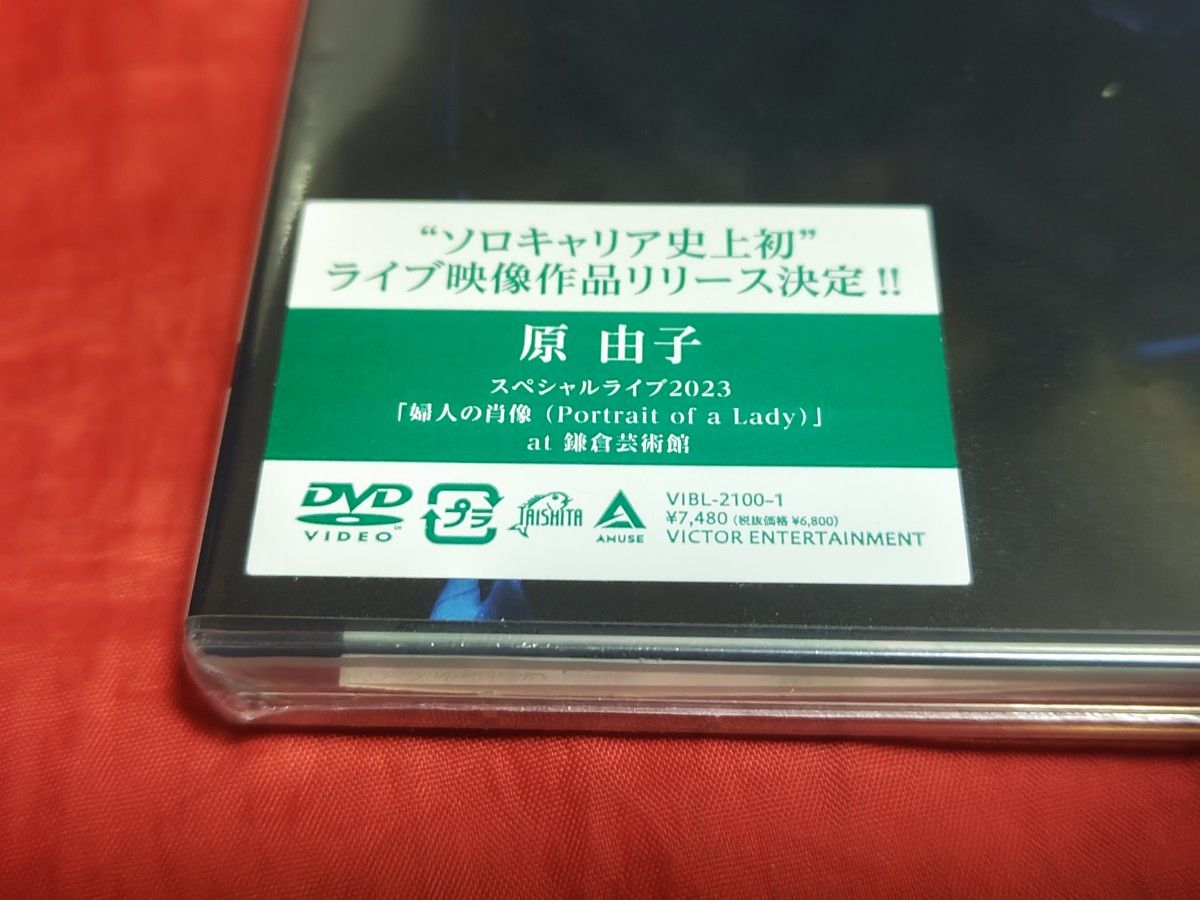 “ソロキャリア史上初”
ライブ映像作品リリース決定!!
原 由子
スペシャルライブ2023
「婦人の肖像 (Portrait of a Lady)」
at 鎌倉芸術館
DVD
VIDEO
プラ
TAISHITA
AMUSE
VIBL-2100~1
¥7,480 (税抜価格 ¥6,800)
VICTOR ENTERTAINMENT